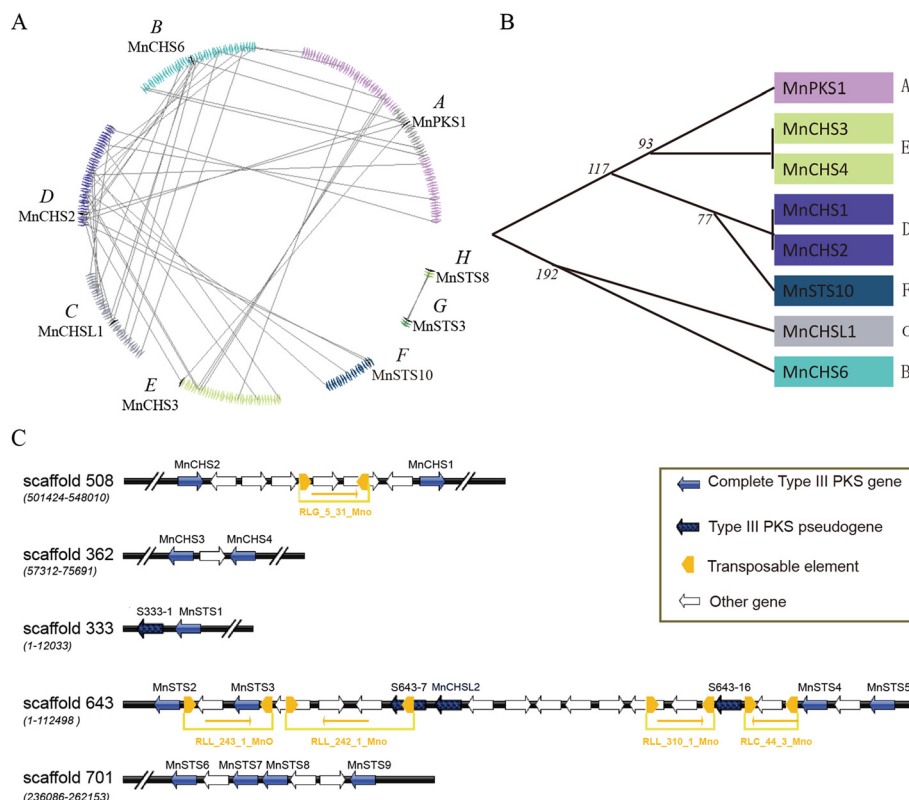 A
B
MnCHS6
A
MnPKS1
D
MnCHS2
H
MnSTS8
G
MnSTS3
C
MnCHSL1
F
MnSTS10
E
MnCHS3
B
MnPKS1 A
MnCHS3
E
MnCHS4
MnCHS1
D
MnCHS2
MnSTS10 F
MnCHSL1 C
MnCHS6 B
93
117
77
192
C
scaffold 508
(501424-548010)
MnCHS2
MnCHS1
RLG_5_31_Mno
scaffold 362
(57312-75691)
MnCHS3
MnCHS4
scaffold 333
(1-12033)
S333-1
MnSTS1
scaffold 643
(1-112498 )
MnSTS2
MnSTS3
S643-7
MnCHSL2
S643-16
MnSTS4
MnSTS5
RLL_243_1_MnO
RLL_242_1_Mno
RLL_310_1_Mno
RLC_44_3_Mno
scaffold 701
(236086-262153)
MnSTS6
MnSTS7
MnSTS8
MnSTS9
Complete Type III PKS gene
Type III PKS pseudogene
Transposable element
Other gene